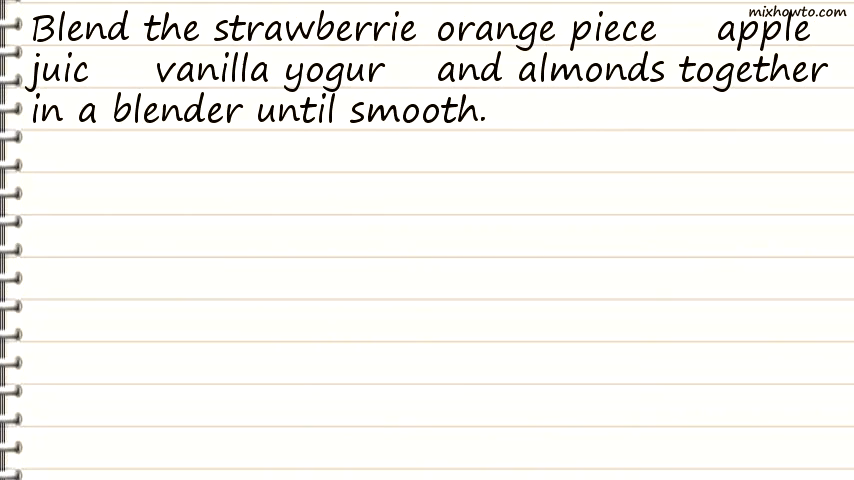 mixhowto.com
Blend the strawberrie orange piece apple
juic vanilla yogur and almonds together
in a blender until smooth.